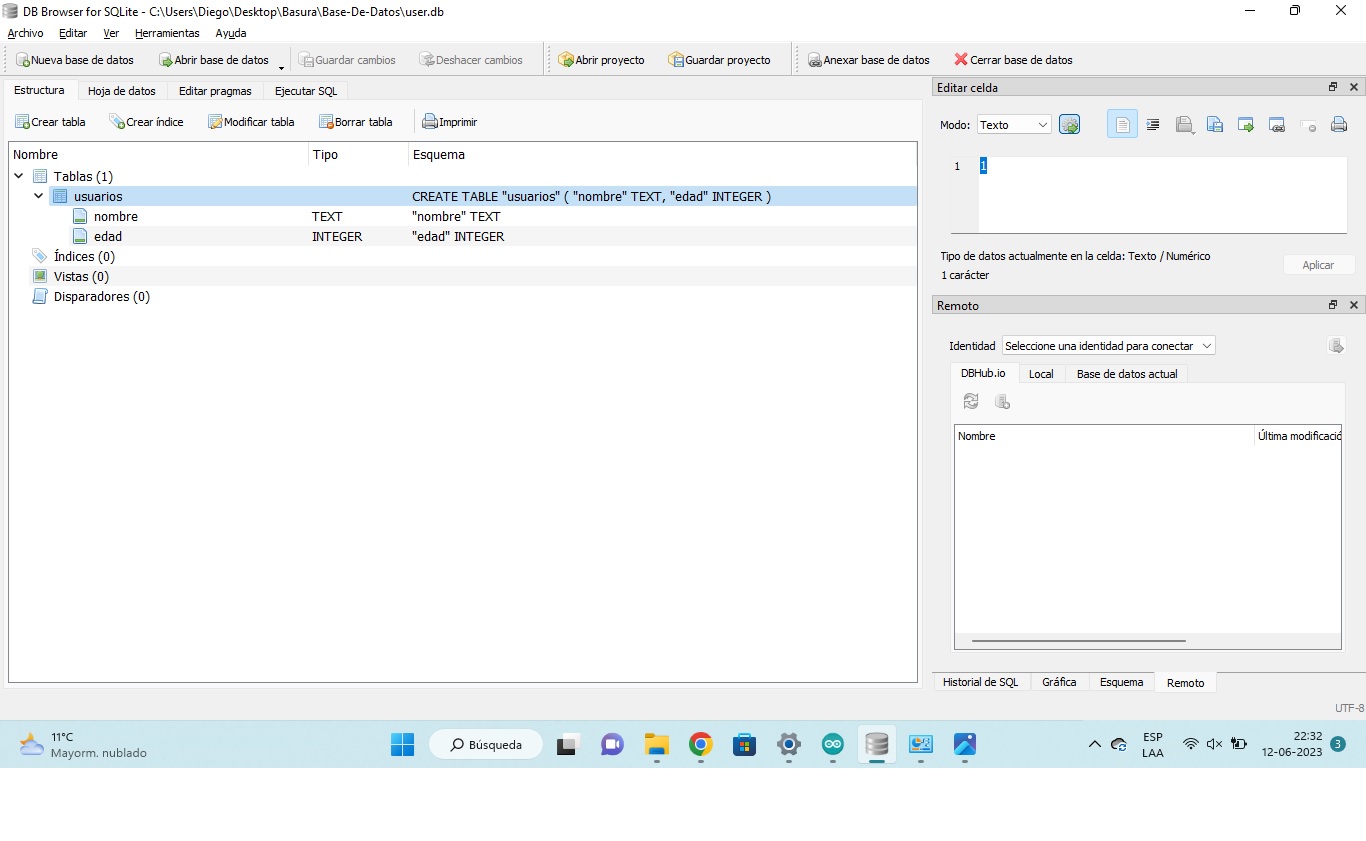 DB Browser for SQLite - C:\Users\Diego\Desktop\Basura\Base-De-Datos\user.db
Archivo Editar Ver Herramientas Ayuda
Nueva base de datos Abrir base de datos Guardar cambios Deshacer cambios Abrir proyecto Guardar proyecto Anexar base de datos Cerrar base de datos
Estructura Hoja de datos Editar pragmas Ejecutar SQL
Crear tabla Crear índice Modificar tabla Borrar tabla Imprimir
Nombre Tipo Esquema
Tablas (1)
usuarios CREATE TABLE "usuarios" ( "nombre" TEXT, "edad" INTEGER )
nombre TEXT "nombre" TEXT
edad INTEGER "edad" INTEGER
Índices (0)
Vistas (0)
Disparadores (0)
Editar celda
Modo: Texto
1 1
Tipo de datos actualmente en la celda: Texto / Numérico
1 carácter
Aplicar
Remoto
Identidad Seleccione una identidad para conectar
DBHub.io Local Base de datos actual
Nombre Última modificació
Historial de SQL Gráfica Esquema Remoto
UTF-8
11°C
Mayorm. nublado
Búsqueda
ESP
LAA
22:32
12-06-2023
3